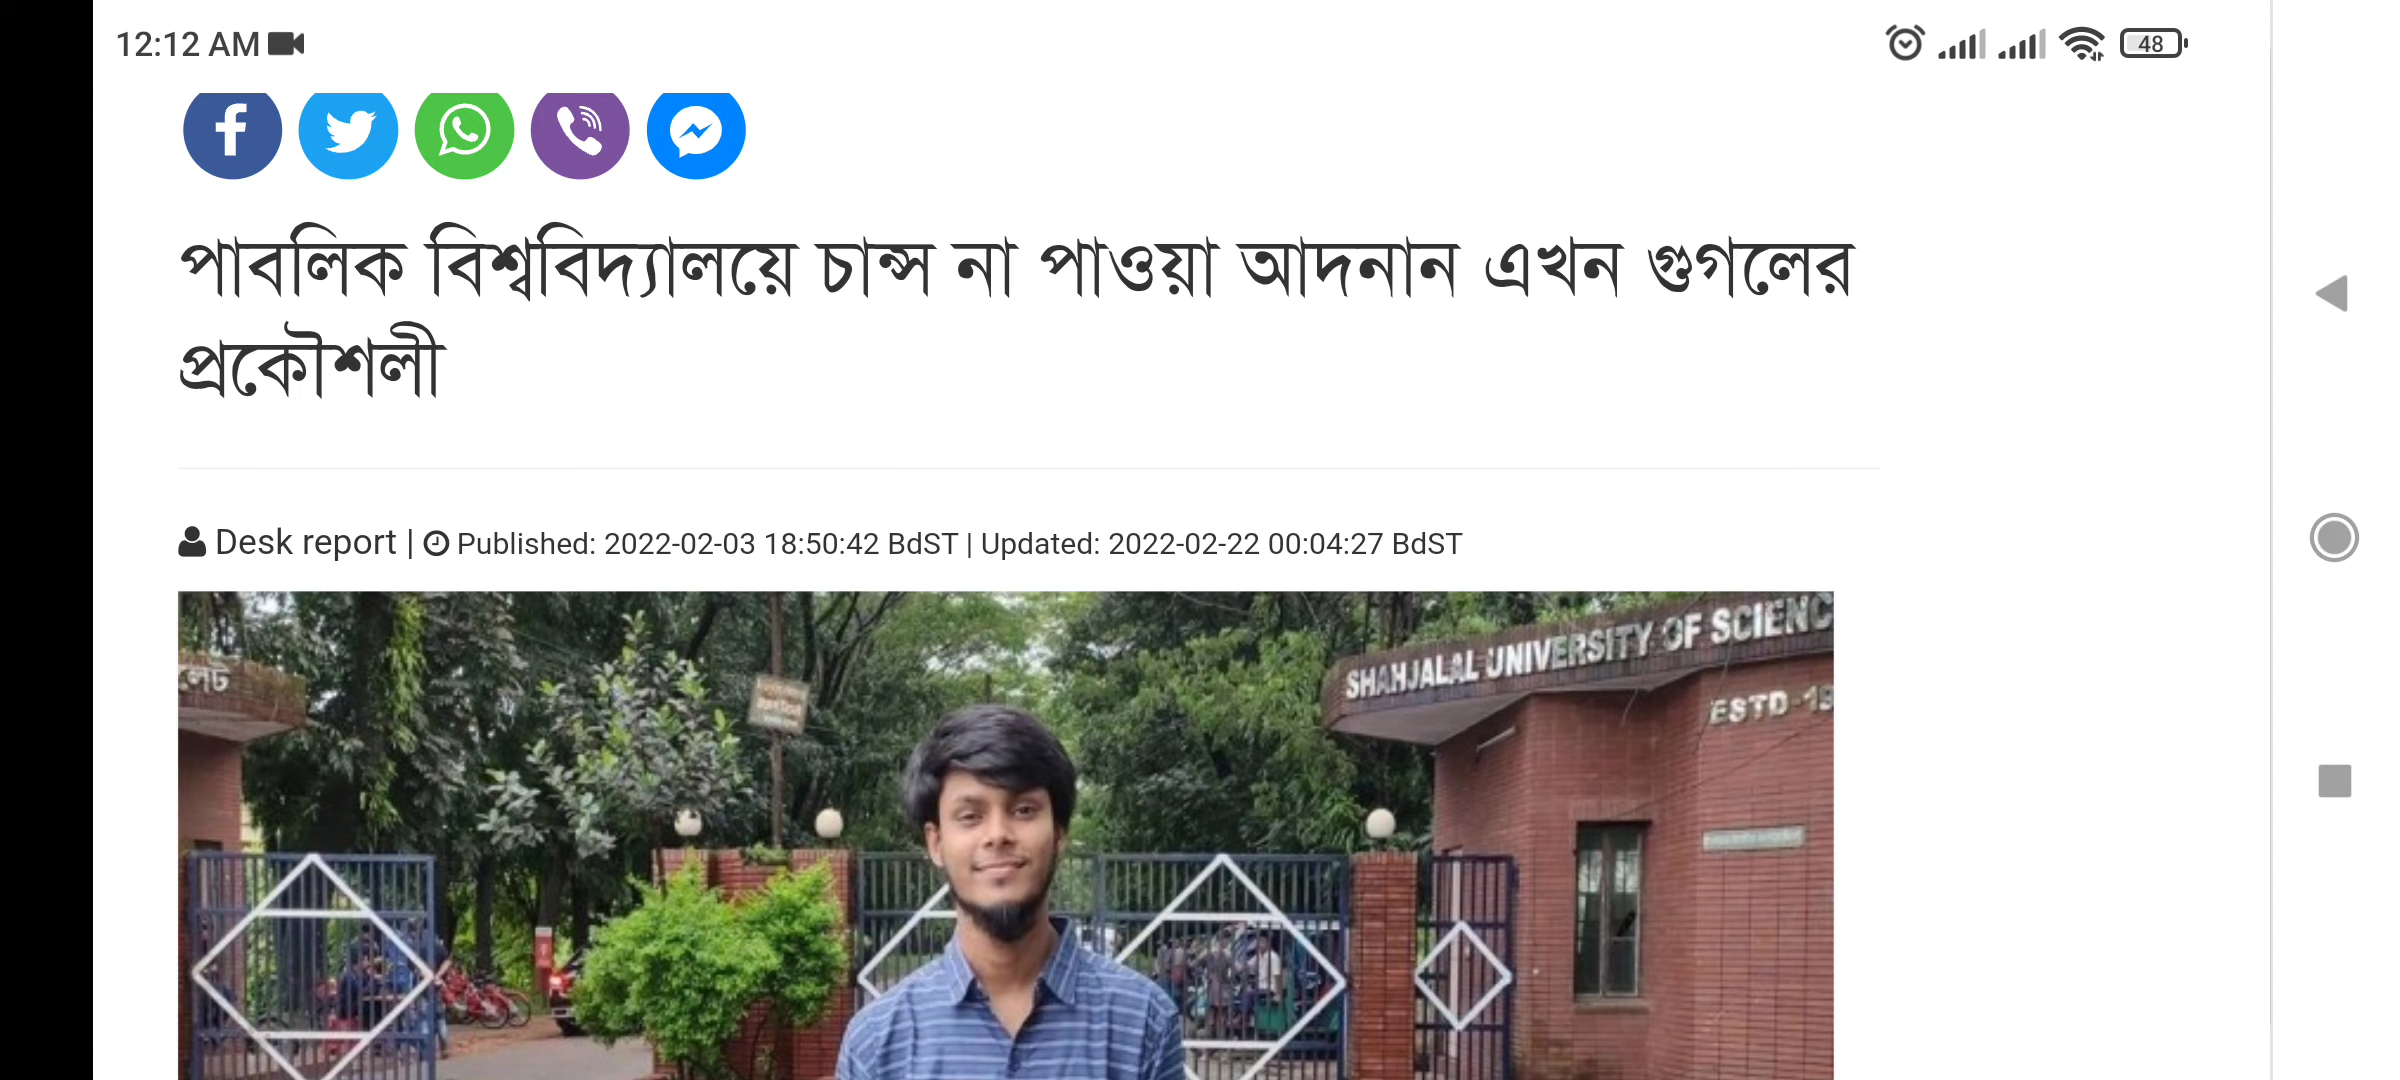 12:12 AM
48
পাবলিক বিশ্ববিদ্যালয়ে চান্স না পাওয়া আদনান এখন গুগলের
প্রকৌশলী
Desk report | Published: 2022-02-03 18:50:42 BdST | Updated: 2022-02-22 00:04:27 BdST
SHAHJALAL UNIVERSITY OF SCIENC
লেট
ESTD-19